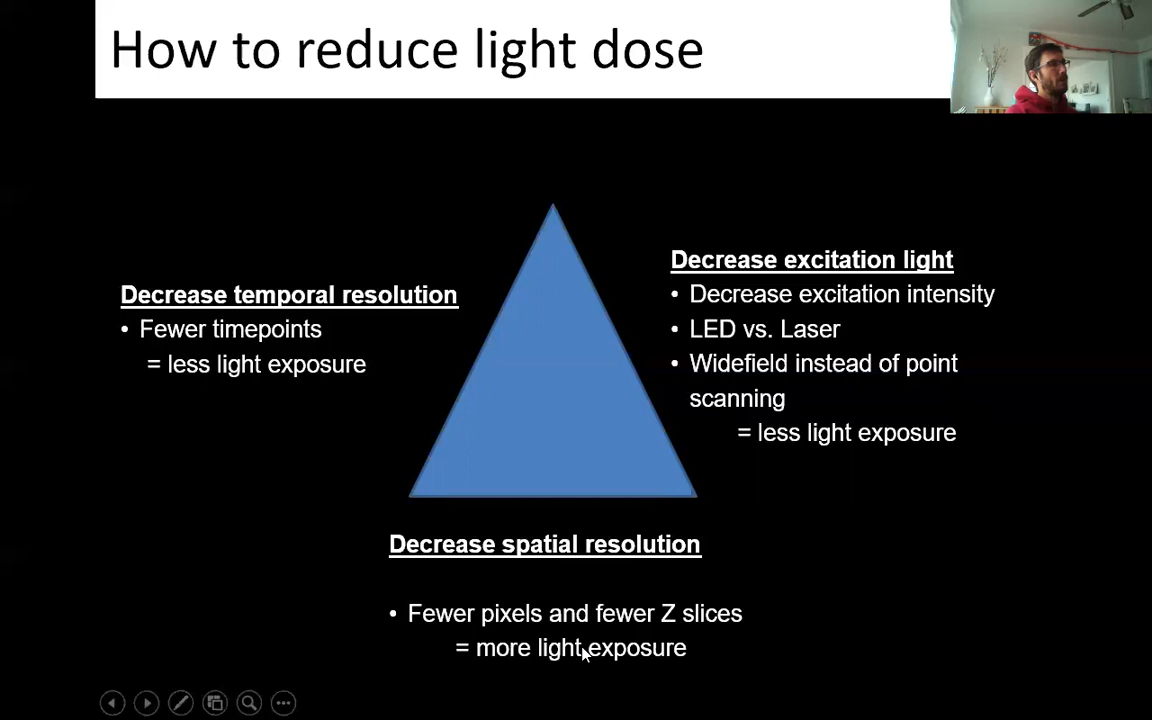 How to reduce light dose
Decrease temporal resolution
• Fewer timepoints
= less light exposure
Decrease excitation light
• Decrease excitation intensity
• LED vs. Laser
• Widefield instead of point
scanning
= less light exposure
Decrease spatial resolution
• Fewer pixels and fewer Z slices
= more light exposure